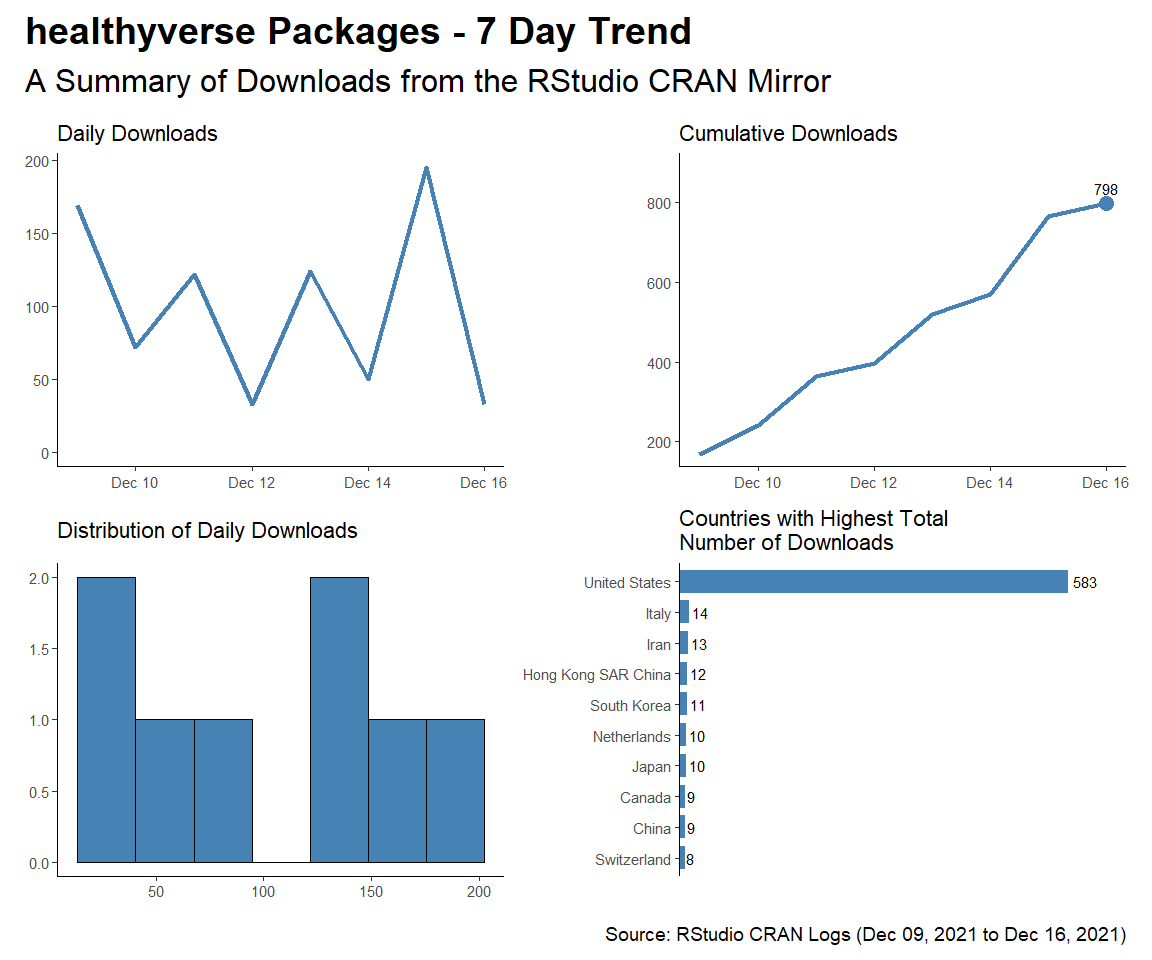 healthyverse Packages - 7 Day Trend
A Summary of Downloads from the RStudio CRAN Mirror
Daily Downloads
200
150
100
50
0
Dec 10 Dec 12 Dec 14 Dec 16
Cumulative Downloads
798
800
600
400
200
Dec 10 Dec 12 Dec 14 Dec 16
Distribution of Daily Downloads
2.0
1.5
1.0
0.5
0.0
50 100 150 200
Countries with Highest Total
Number of Downloads
United States 583
Italy 14
Iran 13
Hong Kong SAR China 12
South Korea 11
Netherlands 10
Japan 10
Canada 9
China 9
Switzerland 8
Source: RStudio CRAN Logs (Dec 09, 2021 to Dec 16, 2021)